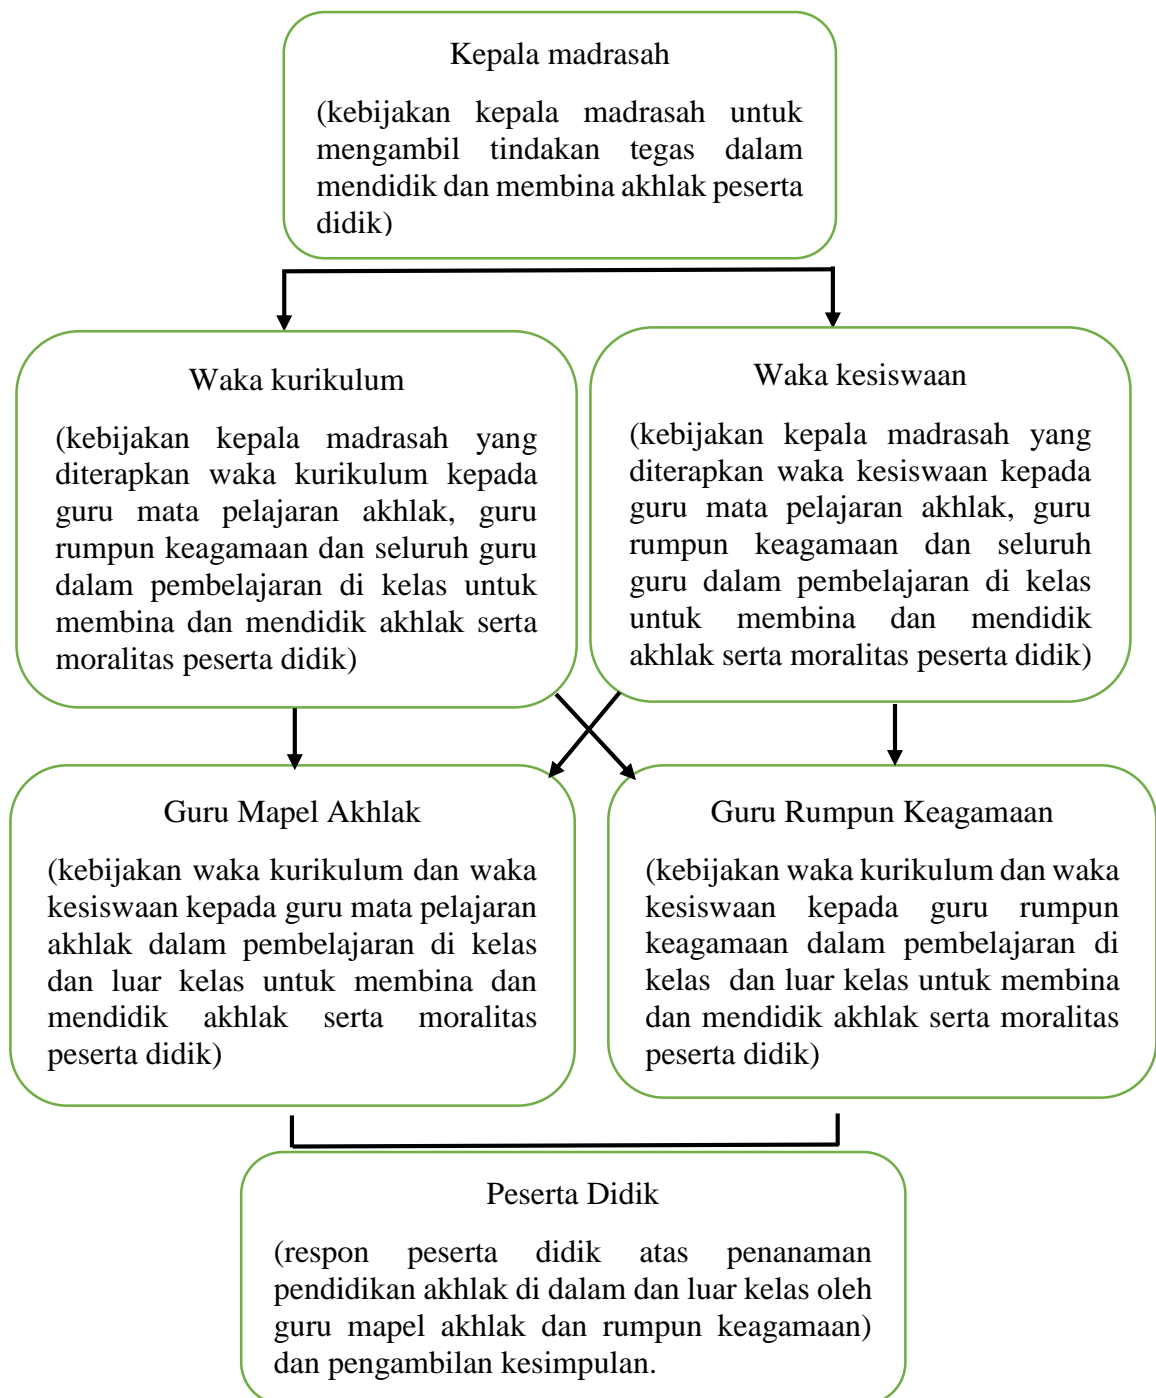 Kepala madrasah
(kebijakan kepala madrasah untuk
mengambil tindakan tegas dalam
mendidik dan membina akhlak peserta
didik)
Waka kurikulum
(kebijakan kepala madrasah yang
diterapkan waka kurikulum kepada
guru mata pelajaran akhlak, guru
rumpun keagamaan dan seluruh guru
dalam pembelajaran di kelas untuk
membina dan mendidik akhlak serta
moralitas peserta didik)
Waka kesiswaan
(kebijakan kepala madrasah yang
diterapkan waka kesiswaan kepada
guru mata pelajaran akhlak, guru
rumpun keagamaan dan seluruh
guru dalam pembelajaran di kelas
untuk membina dan mendidik
akhlak serta moralitas peserta didik)
Guru Mapel Akhlak
(kebijakan waka kurikulum dan waka
kesiswaan kepada guru mata pelajaran
akhlak dalam pembelajaran di kelas
dan luar kelas untuk membina dan
mendidik akhlak serta moralitas
peserta didik)
Guru Rumpun Keagamaan
(kebijakan waka kurikulum dan waka
kesiswaan kepada guru rumpun
keagamaan dalam pembelajaran di
kelas dan luar kelas untuk membina
dan mendidik akhlak serta moralitas
peserta didik)
Peserta Didik
(respon peserta didik atas penanaman
pendidikan akhlak di dalam dan luar kelas oleh
guru mapel akhlak dan rumpun keagamaan)
dan pengambilan kesimpulan.